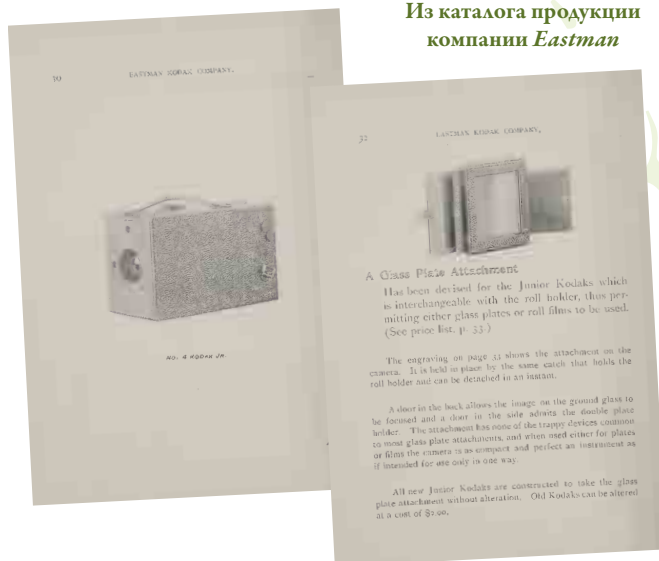 Из каталога продукции
компании Eastman
10
EASTMAN KODAK COMPANY.
NO. 4 KODAK JR
32
EASTMAN KODAK COMPANY,
A Glass Plate Attachment
Has been devised for the Junior Kodaks which
is interchangeable with the roll holder, thus per-
mitting either glass plates or roll films to be used.
(See price list, p. 33.)
The engraving on page shows the attachment on the
camera. It is held in place by the same catch that holds the
roll holder and can be detached in an instant.
A door in the back allows the image on the ground glass to
be focused and a door in the side admits the double plate
holder. The attachment has none of the trappy devices common
to most glass plate attachments, and when used either for plates
or films the camera is as compact and perfect an instrument as
if intended for use only in one way.
All new Junior Kodaks are constructed to take the glass
plate attachment without alteration. Old Kodaks can be altered
at a cost of $2.00.